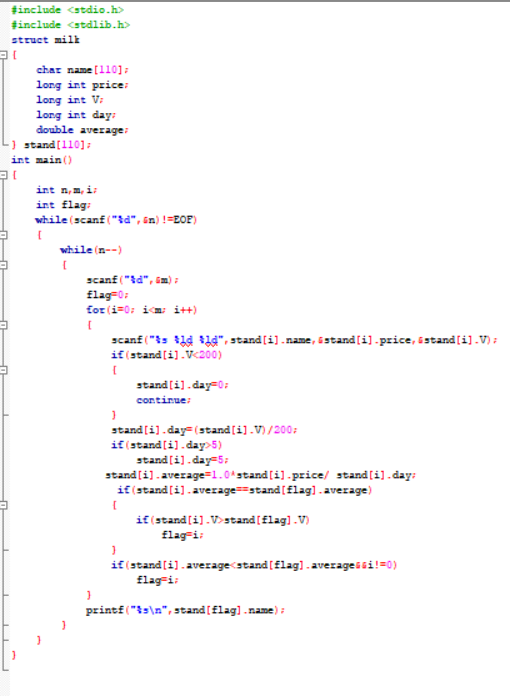 #include <stdio.h>
#include <stdlib.h>
struct milk
{
char name[110];
long int price;
long int V;
long int day;
double average;
} stand[110];
int main()
{
int n,m,i;
int flag;
while(scanf("%d",&n)!=EOF)
{
while(n--)
{
scanf("%d",&m);
flag=0;
for(i=0; i<m; i++)
{
scanf("%s %ld %ld",stand[i].name,&stand[i].price,&stand[i].V);
if(stand[i].V<200)
{
stand[i].day=0;
continue;
}
stand[i].day=(stand[i].V)/200;
if(stand[i].day>5)
stand[i].day=5;
stand[i].average=1.0*stand[i].price/ stand[i].day;
if(stand[i].average==stand[flag].average)
{
if(stand[i].V>stand[flag].V)
flag=i;
}
if(stand[i].average<stand[flag].average&&i!=0)
flag=i;
}
printf("%s\n",stand[flag].name);
}
}
}